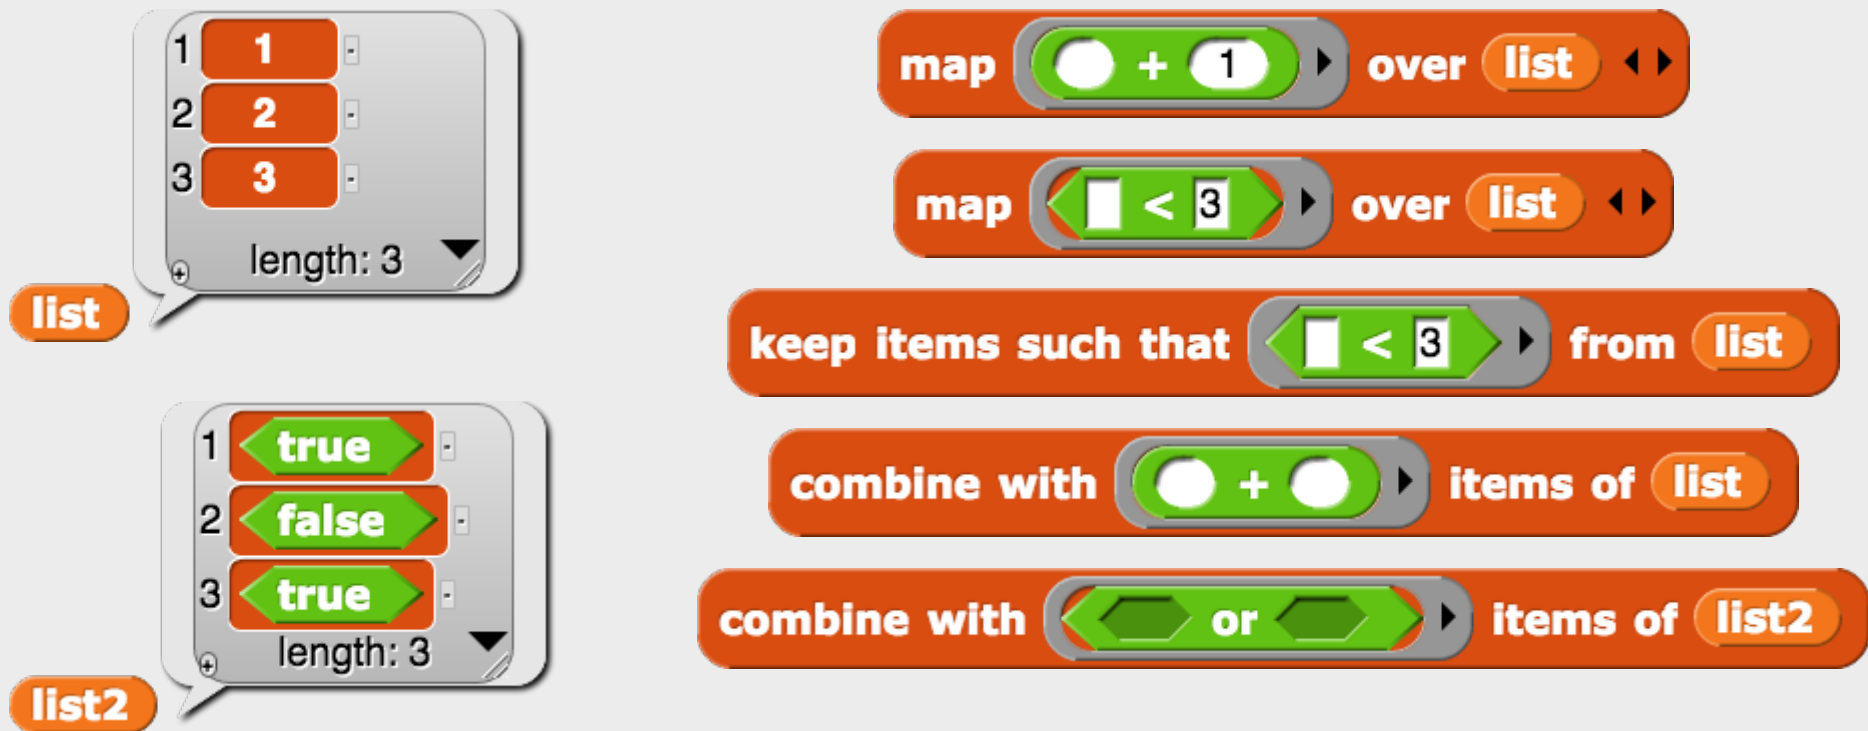 1 1 -
2 2 -
3 3 -
+ length: 3
list
1 true -
2 false -
3 true -
+ length: 3
list2
map + 1 over list
map < 3 over list
keep items such that < 3 from list
combine with + items of list
combine with or items of list2